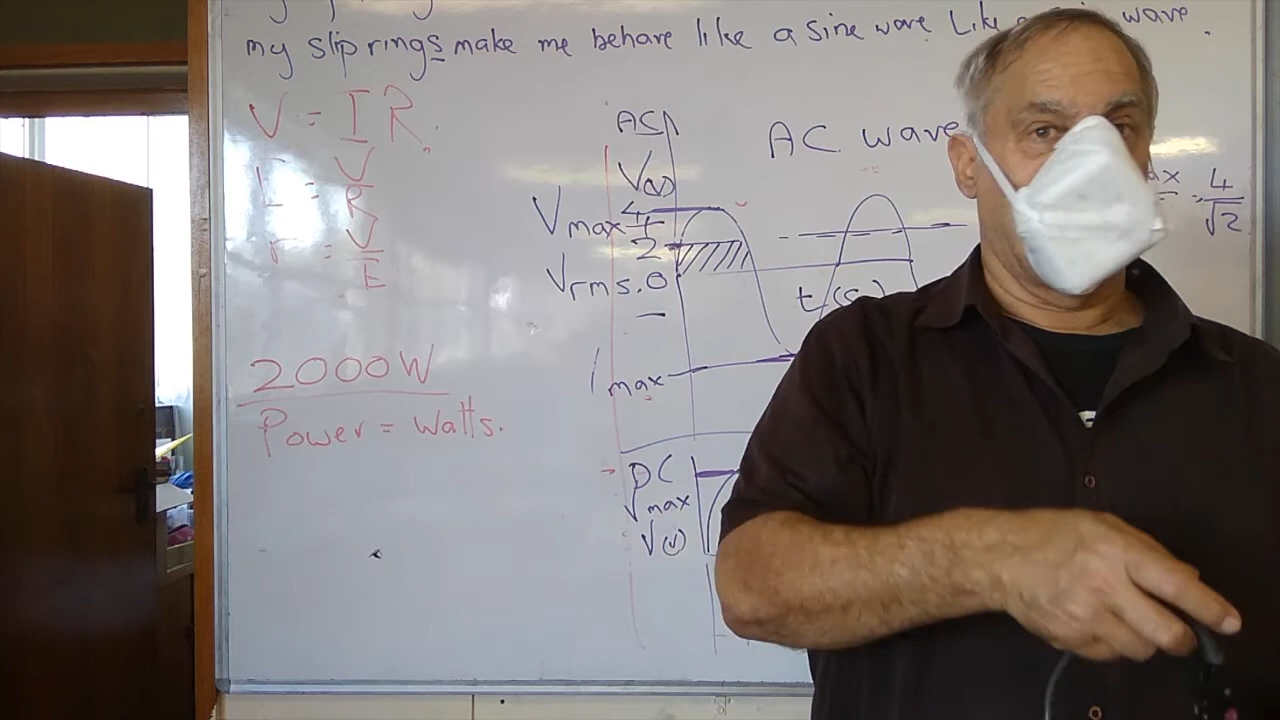 my slip rings make me behave like a sine wave. Like a wave.
V = I R.
I = V
R
r = V
I
2000W
Power = Watts.
AC
V(v)
AC wave
Vmax
4
2
Vrms. 0
t(s)
max
max
4
√2
DC
Vmax
V(v)